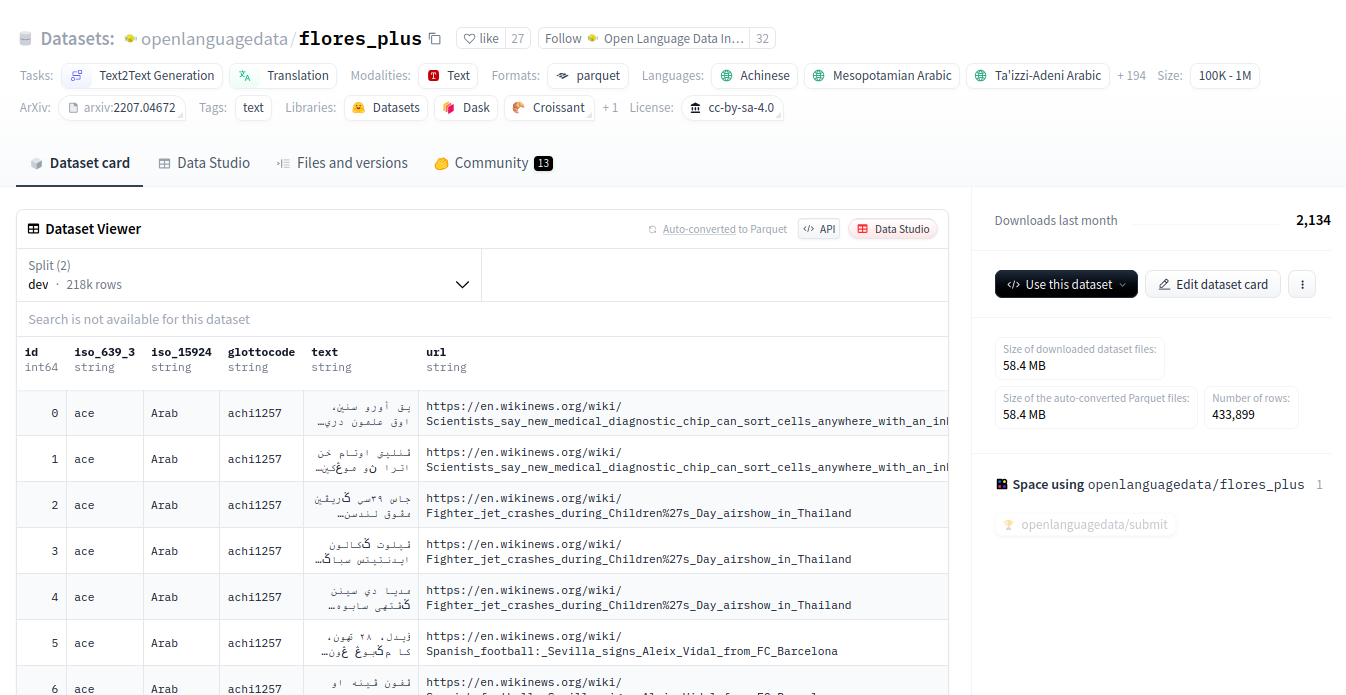 Datasets: openlanguagedata/flores_plus like 27 Follow Open Language Data In... 32
Tasks: Text2Text Generation Translation Modalities: Text Formats: parquet Languages: Achinese Mesopotamian Arabic Ta'izzi-Adeni Arabic + 194 Size: 100K - 1M
ArXiv: arxiv:2207.04672 Tags: text Libraries: Datasets Dask Croissant + 1 License: cc-by-sa-4.0
Dataset card Data Studio Files and versions Community 13
Dataset Viewer Auto-converted to Parquet API Data Studio
Split (2)
dev · 218k rows
Search is not available for this dataset
id iso_639_3 iso_15924 glottocode text url
int64 string string string string string
0 ace Arab achi1257
https://en.wikinews.org/wiki/
Scientists_say_new_medical_diagnostic_chip_can_sort_cells_anywhere_with_an_in
1 ace Arab achi1257
https://en.wikinews.org/wiki/
Scientists_say_new_medical_diagnostic_chip_can_sort_cells_anywhere_with_an_in
2 ace Arab achi1257
https://en.wikinews.org/wiki/
Fighter_jet_crashes_during_Children%27s_Day_airshow_in_Thailand
3 ace Arab achi1257
https://en.wikinews.org/wiki/
Fighter_jet_crashes_during_Children%27s_Day_airshow_in_Thailand
4 ace Arab achi1257
https://en.wikinews.org/wiki/
Fighter_jet_crashes_during_Children%27s_Day_airshow_in_Thailand
5 ace Arab achi1257
https://en.wikinews.org/wiki/
Spanish_football:_Sevilla_signs_Aleix_Vidal_from_FC_Barcelona
6 ace Arab achi1257
https://en.wikinews.org/wiki/
Downloads last month 2,134
Use this dataset Edit dataset card
Size of downloaded dataset files:
58.4 MB
Size of the auto-converted Parquet files:
58.4 MB
Number of rows:
433,899
Space using openlanguagedata/flores_plus 1
openlanguagedata/submit